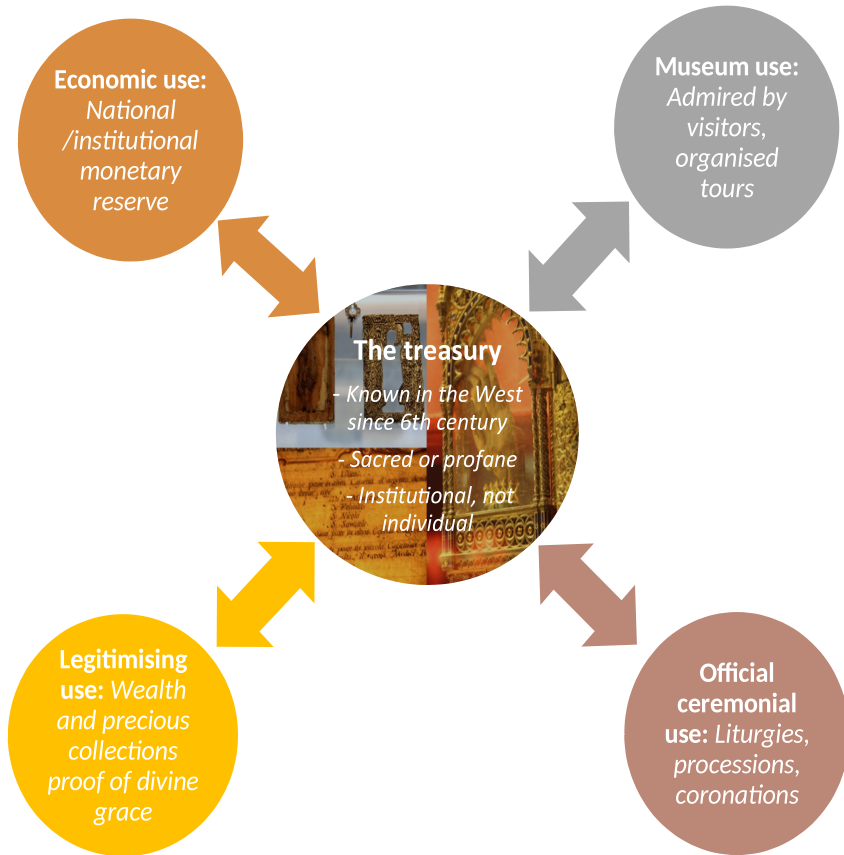 Economic use:
National
/institutional
monetary
reserve
Museum use:
Admired by
visitors,
organised
tours
The treasury
- Known in the West
since 6th century
- Sacred or profane
- Institutional, not
individual
Legitimising
use: Wealth
and precious
collections
proof of divine
grace
Official
ceremonial
use: Liturgies,
processions,
coronations